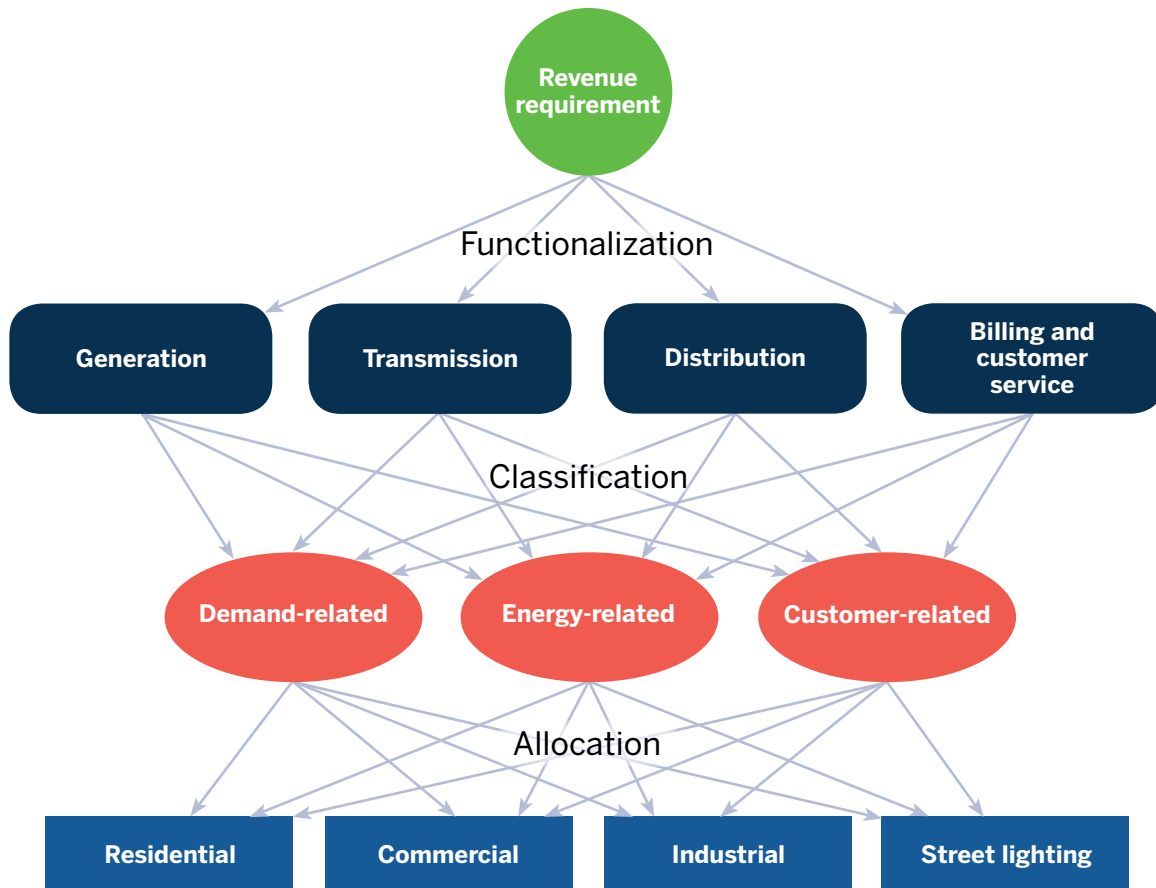 Revenue
requirement
Functionalization
Generation
Transmission
Distribution
Billing and
customer
service
Classification
Demand-related
Energy-related
Customer-related
Allocation
Residential
Commercial
Industrial
Street lighting